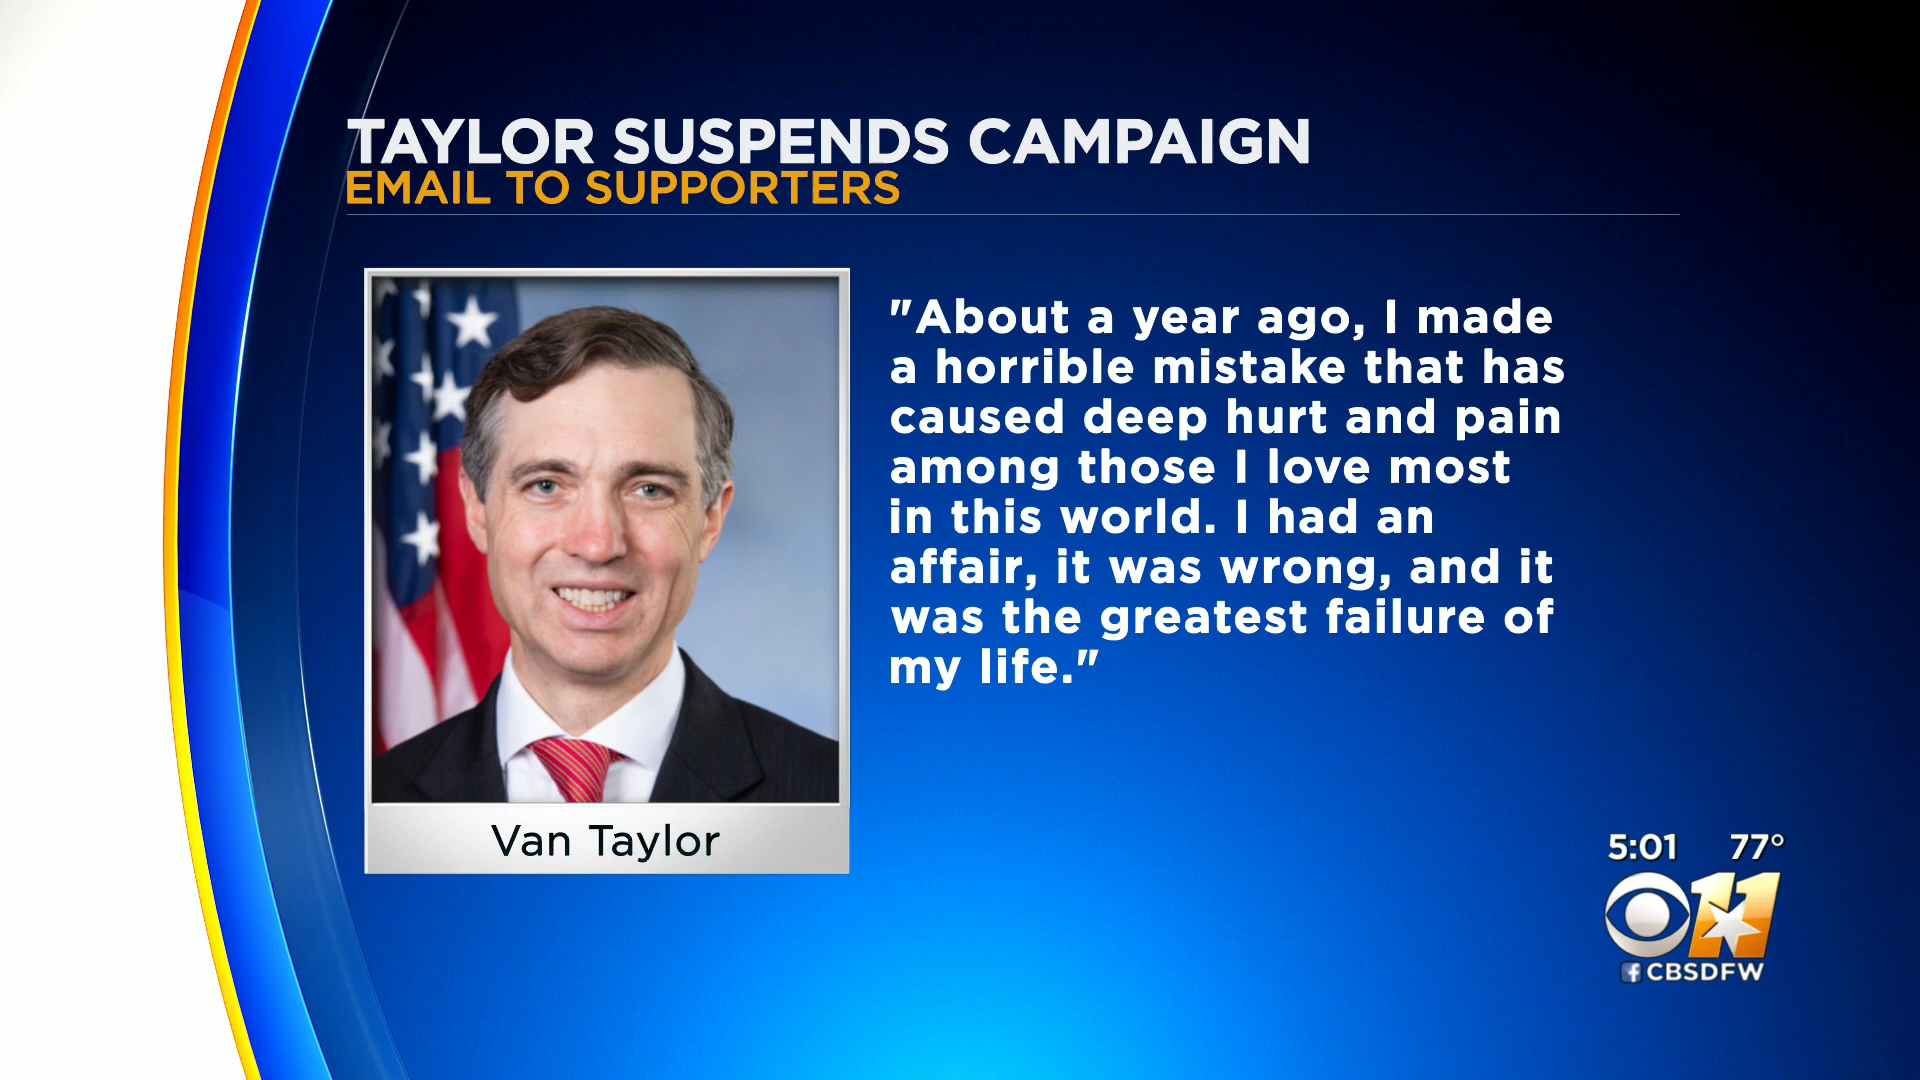 TAYLOR SUSPENDS CAMPAIGN
EMAIL TO SUPPORTERS
"About a year ago, I made
a horrible mistake that has
caused deep hurt and pain
among those I love most
in this world. I had an
affair, it was wrong, and it
was the greatest failure of
my life."
Van Taylor
5:01 77°
11
f CBSDFW